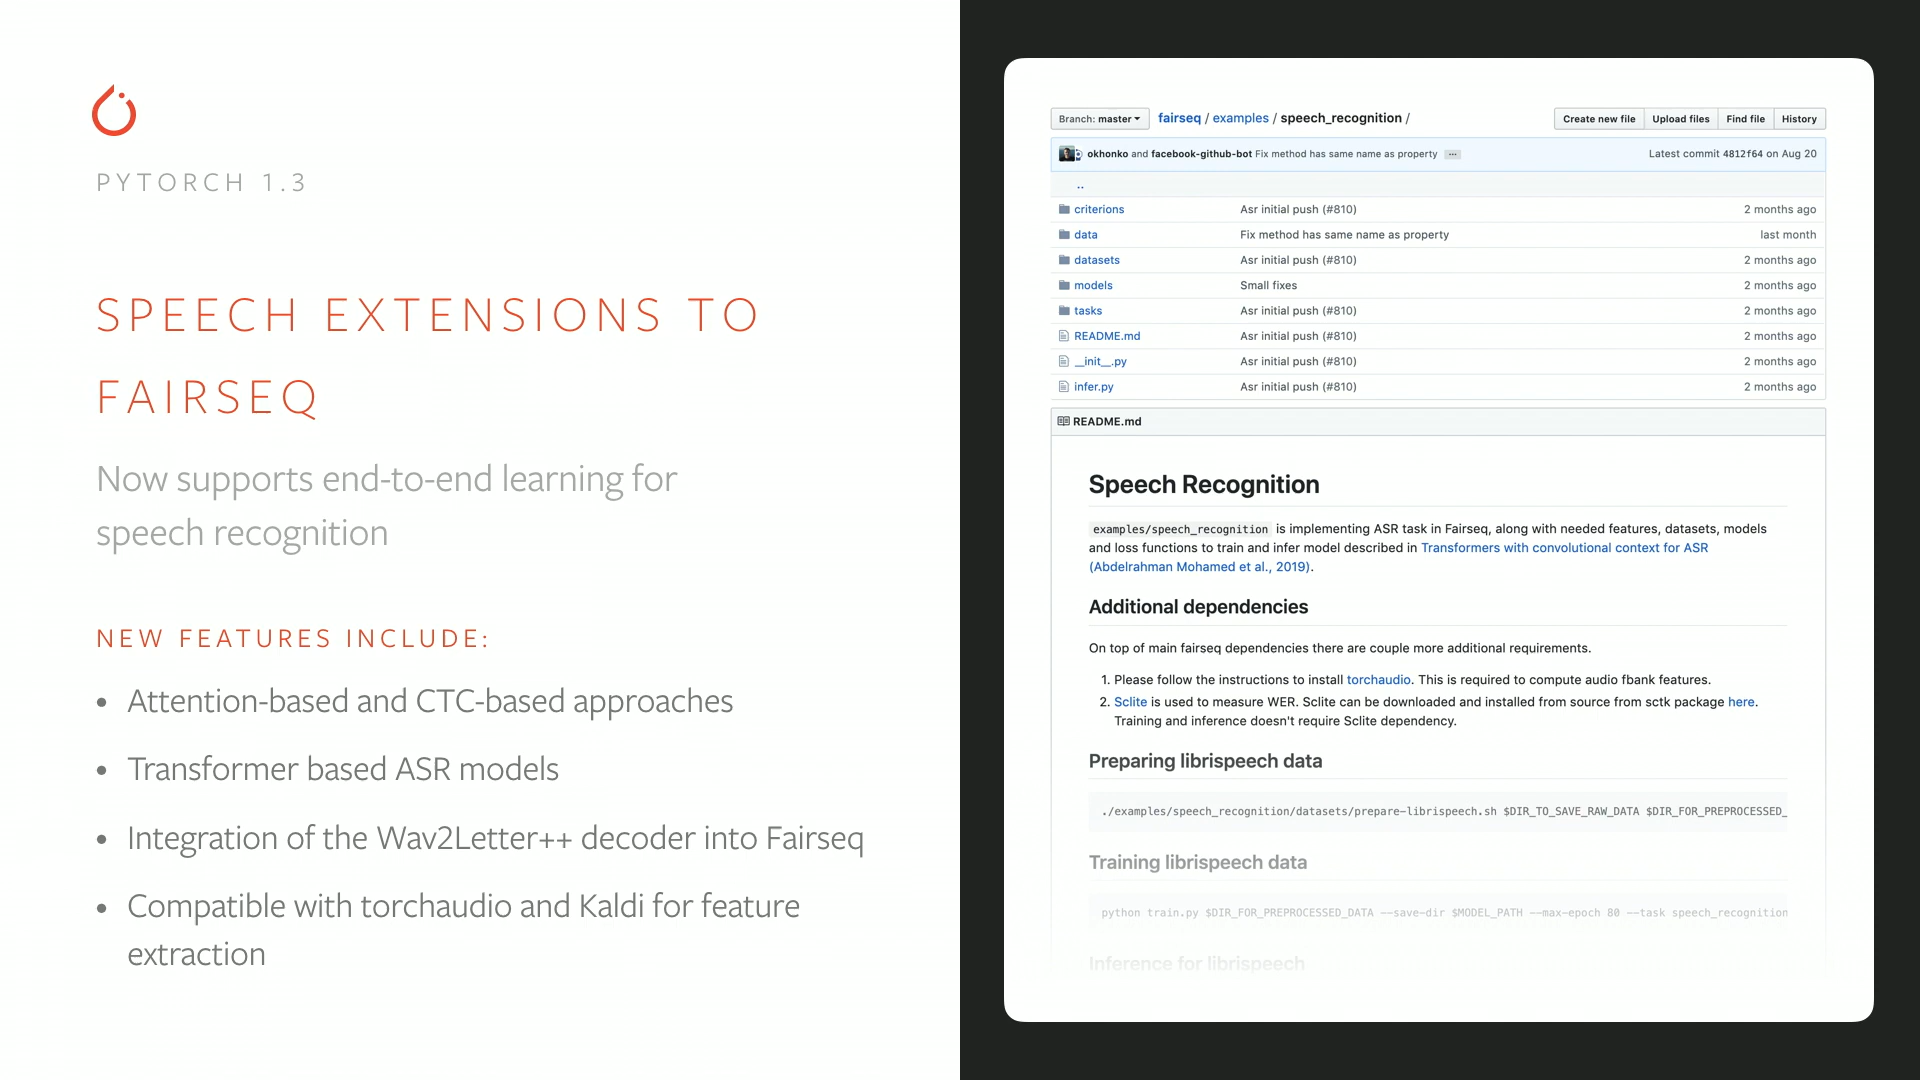 PYTORCH 1.3
SPEECH EXTENSIONS TO
FAIRSEQ
Now supports end-to-end learning for
speech recognition
NEW FEATURES INCLUDE:
• Attention-based and CTC-based approaches
• Transformer based ASR models
• Integration of the Wav2Letter++ decoder into Fairseq
• Compatible with torchaudio and Kaldi for feature
extraction
Branch: master fairseq / examples / speech_recognition / Create new file Upload files Find file History
okhonko and facebook-github-bot Fix method has same name as property ... Latest commit 4812f64 on Aug 20
..
criterions Asr initial push (#810) 2 months ago
data Fix method has same name as property last month
datasets Asr initial push (#810) 2 months ago
models Small fixes 2 months ago
tasks Asr initial push (#810) 2 months ago
README.md Asr initial push (#810) 2 months ago
__init__.py Asr initial push (#810) 2 months ago
infer.py Asr initial push (#810) 2 months ago
README.md
Speech Recognition
examples/speech_recognition is implementing ASR task in Fairseq, along with needed features, datasets, models
and loss functions to train and infer model described in Transformers with convolutional context for ASR
(Abdelrahman Mohamed et al., 2019).
Additional dependencies
On top of main fairseq dependencies there are couple more additional requirements.
1. Please follow the instructions to install torchaudio. This is required to compute audio fbank features.
2. Sclite is used to measure WER. Sclite can be downloaded and installed from source from sctk package here.
Training and inference doesn't require Sclite dependency.
Preparing librispeech data
./examples/speech_recognition/datasets/prepare-librispeech.sh $DIR_TO_SAVE_RAW_DATA $DIR_FOR_PREPROCESSED_
Training librispeech data
python train.py $DIR_FOR_PREPROCESSED_DATA --save-dir $MODEL_PATH --max-epoch 80 --task speech_recognition
Inference for librispeech